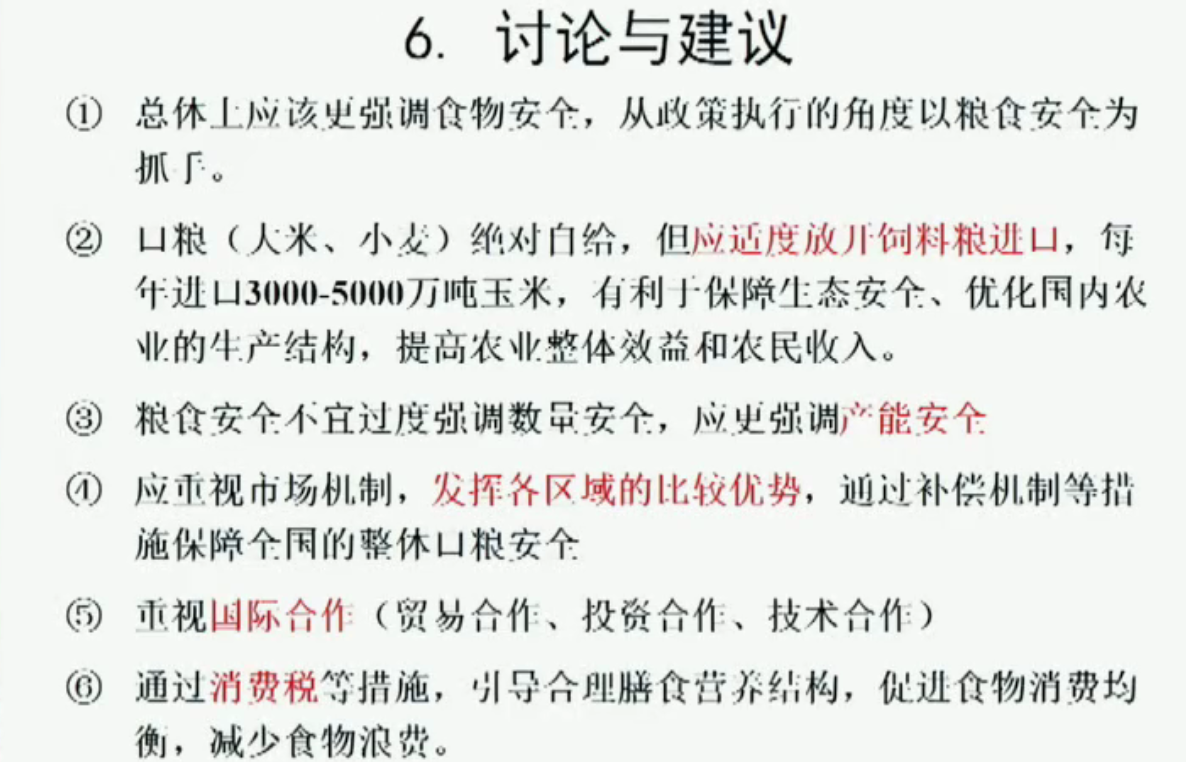 6. 讨论与建议
① 总体上应该更强调食物安全，从政策执行的角度以粮食安全为
抓手。
② 口粮（大米、小麦）绝对自给，但应适度放开饲料粮进口，每
年进口3000-5000万吨玉米，有利于保障生态安全、优化国内农
业的生产结构，提高农业整体效益和农民收入。
③ 粮食安全不宜过度强调数量安全，应更强调产能安全
④ 应重视市场机制，发挥各区域的比较优势，通过补偿机制等措
施保障全国的整体口粮安全
⑤ 重视国际合作（贸易合作、投资合作、技术合作）
⑥ 通过消费税等措施，引导合理膳食营养结构，促进食物消费均
衡，减少食物浪费。